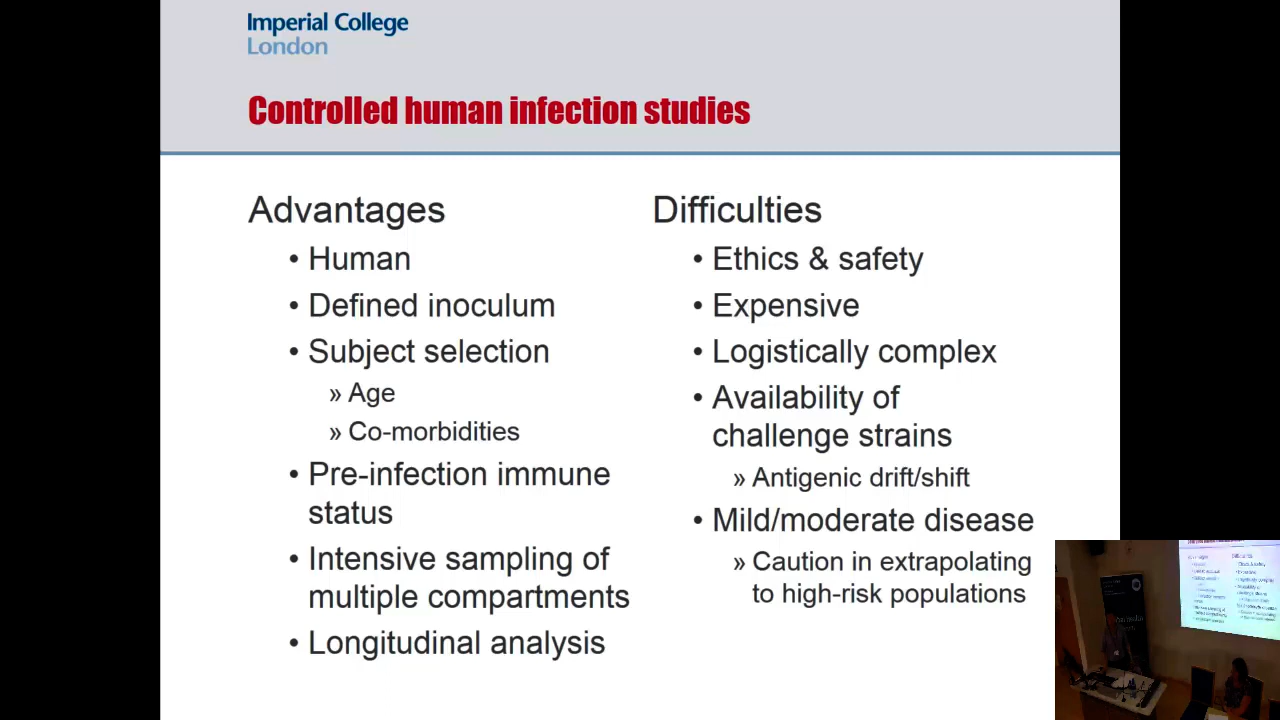 Imperial College
London
Controlled human infection studies
Advantages
• Human
• Defined inoculum
• Subject selection
» Age
» Co-morbidities
• Pre-infection immune
status
• Intensive sampling of
multiple compartments
• Longitudinal analysis
Difficulties
• Ethics & safety
• Expensive
• Logistically complex
• Availability of
challenge strains
» Antigenic drift/shift
• Mild/moderate disease
» Caution in extrapolating
to high-risk populations